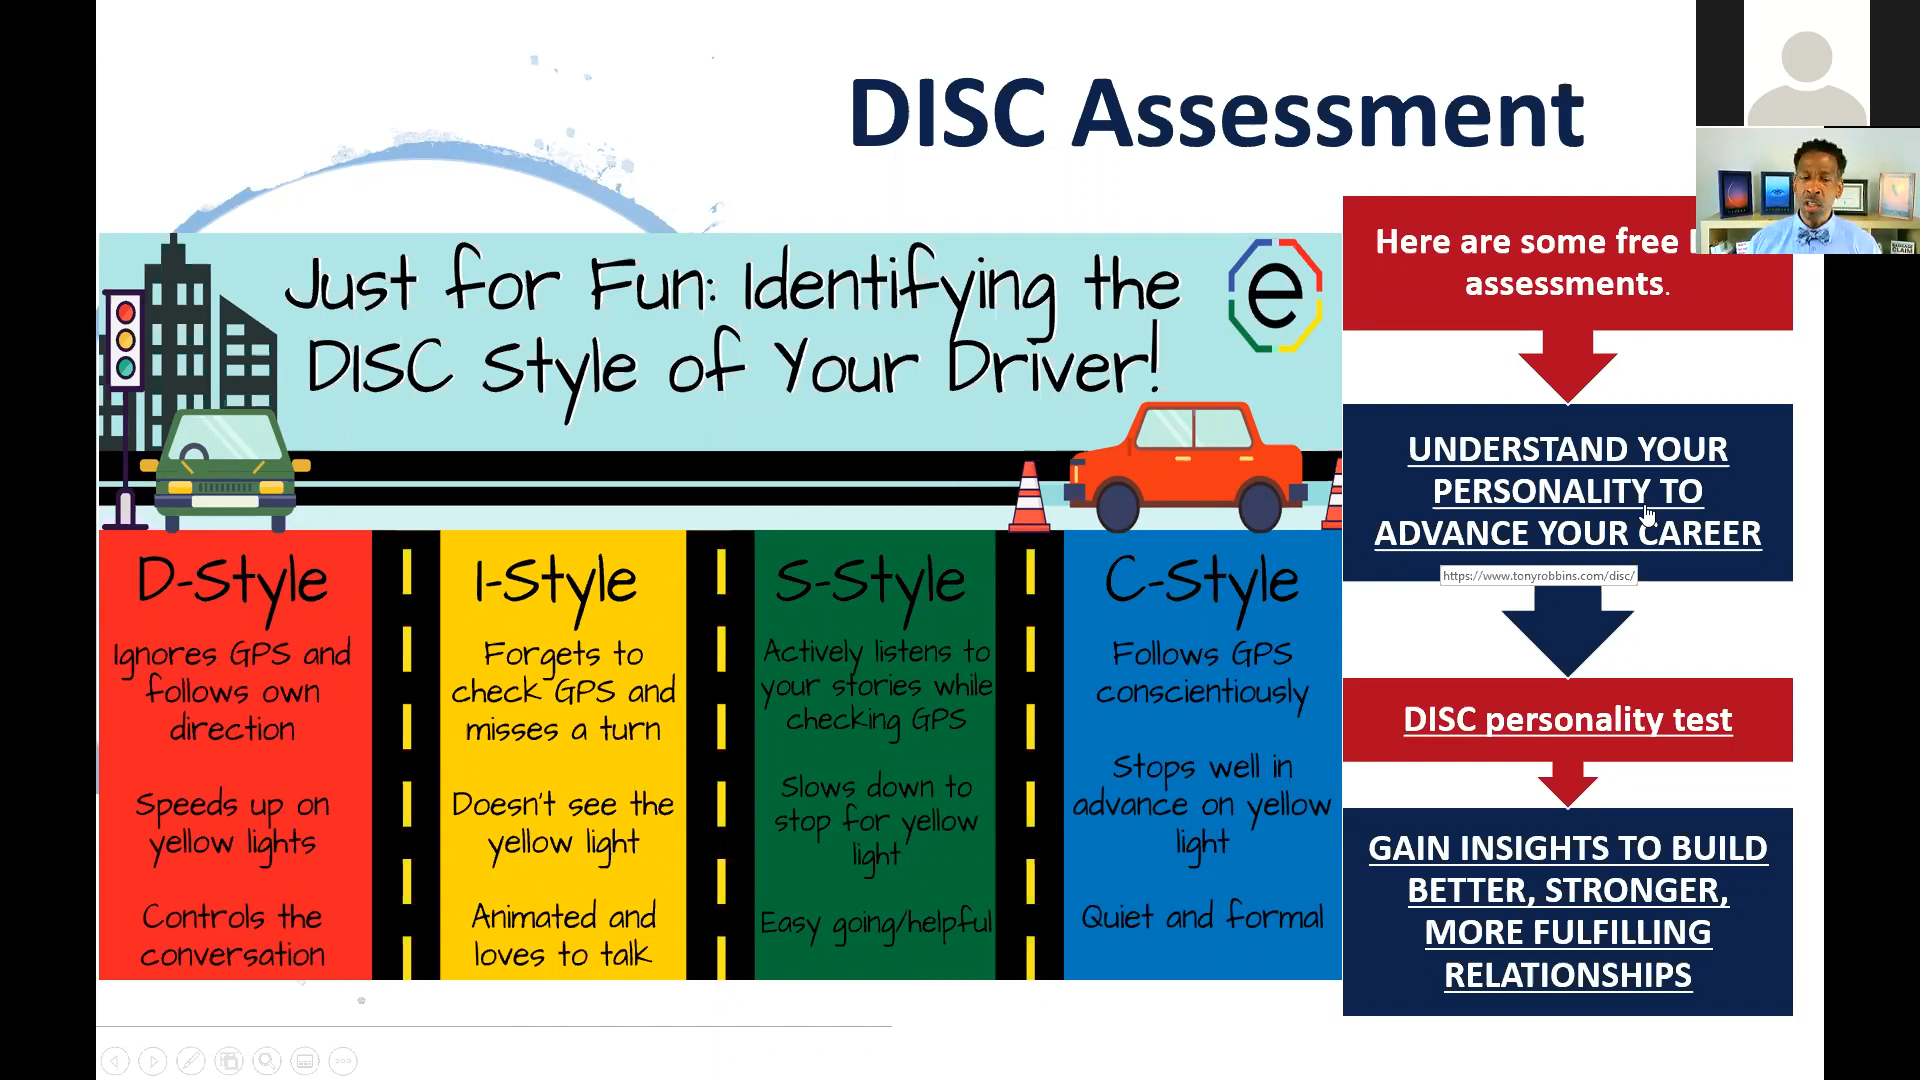 DISC Assessment
Just for Fun: Identifying the
DISC Style of Your Driver!
e
D-Style
Ignores GPS and
follows own
direction
Speeds up on
yellow lights
Controls the
conversation
I-Style
Forgets to
check GPS and
misses a turn
Doesn't see the
yellow light
Animated and
loves to talk
S-Style
Actively listens to
your stories while
checking GPS
Slows down to
stop for yellow
light
Easy going/helpful
C-Style
Follows GPS
conscientiously
Stops well in
advance on yellow
light
Quiet and formal
Here are some free
assessments.
UNDERSTAND YOUR
PERSONALITY TO
ADVANCE YOUR CAREER
https://www.tonyrobbins.com/disc/
DISC personality test
GAIN INSIGHTS TO BUILD
BETTER, STRONGER,
MORE FULFILLING
RELATIONSHIPS